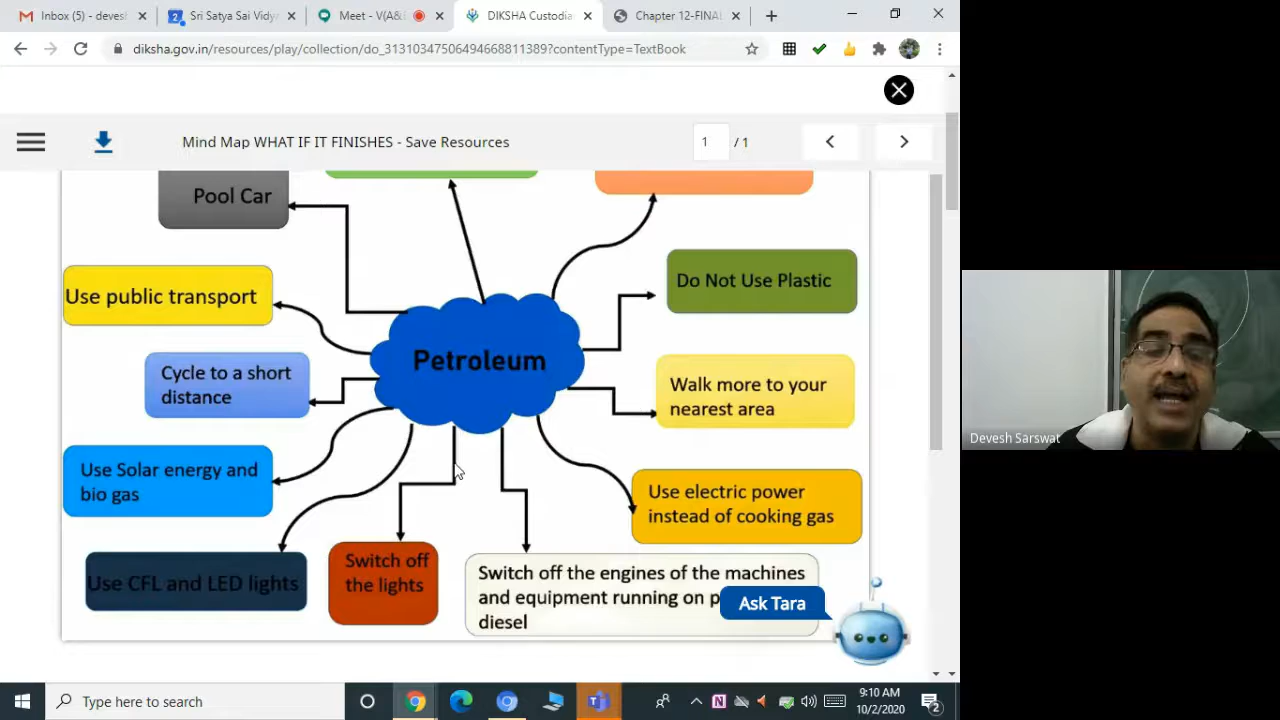 Inbox (5) - deves
Sri Satya Sai Vidy
Meet - V(A&
DIKSHA Custodia
Chapter 12-FINAL
diksha.gov.in/resources/play/collection/do_31310347506494668811389?contentType=TextBook
Mind Map WHAT IF IT FINISHES - Save Resources
1 / 1
Pool Car
Do Not Use Plastic
Use public transport
Petroleum
Cycle to a short
distance
Walk more to your
nearest area
Use Solar energy and
bio gas
Use electric power
instead of cooking gas
Use CFL and LED lights
Switch off
the lights
Switch off the engines of the machines
and equipment running on p
diesel
Ask Tara
Devesh Sarswat
Type here to search
9:10 AM
10/2/2020
2